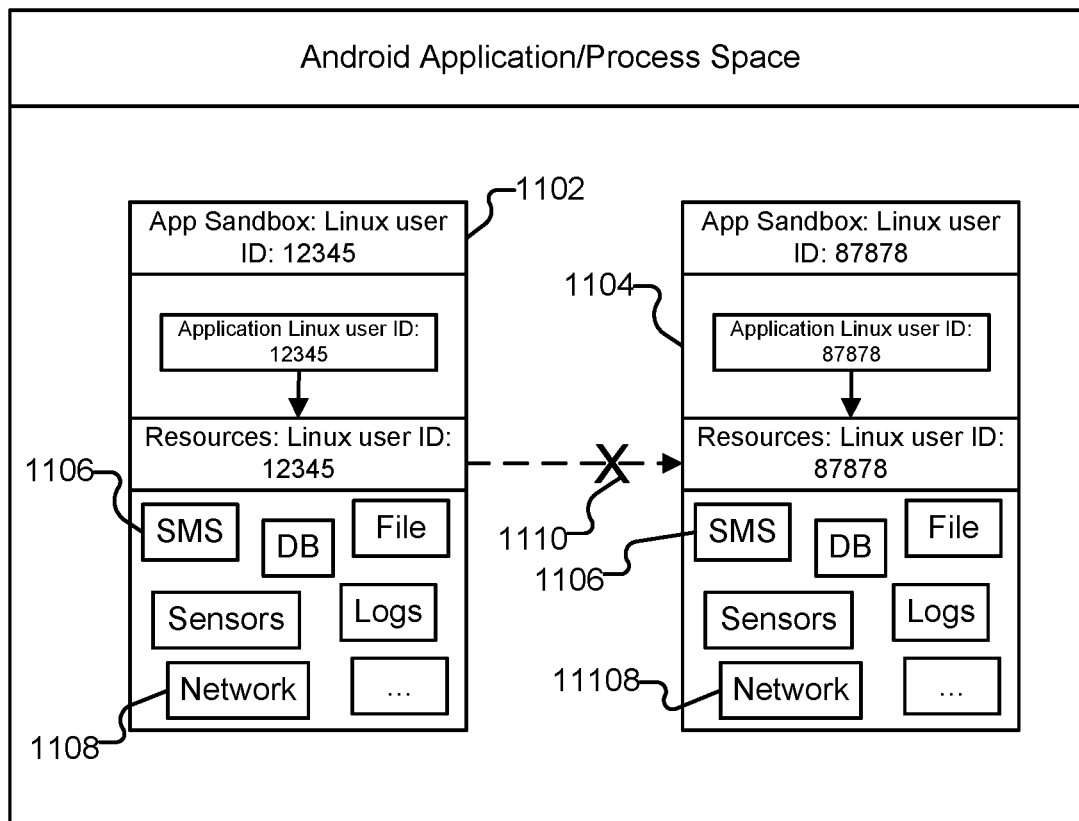 Android Application/Process Space
1102
App Sandbox: Linux user
ID: 12345
App Sandbox: Linux user
ID: 87878
1104
Application Linux user ID:
12345
Application Linux user ID:
87878
Resources: Linux user ID:
12345
X
Resources: Linux user ID:
87878
1106
1110
1106
SMS
DB
File
Sensors
Logs
Network
...
1108
SMS
DB
File
Sensors
Logs
11108
Network
...